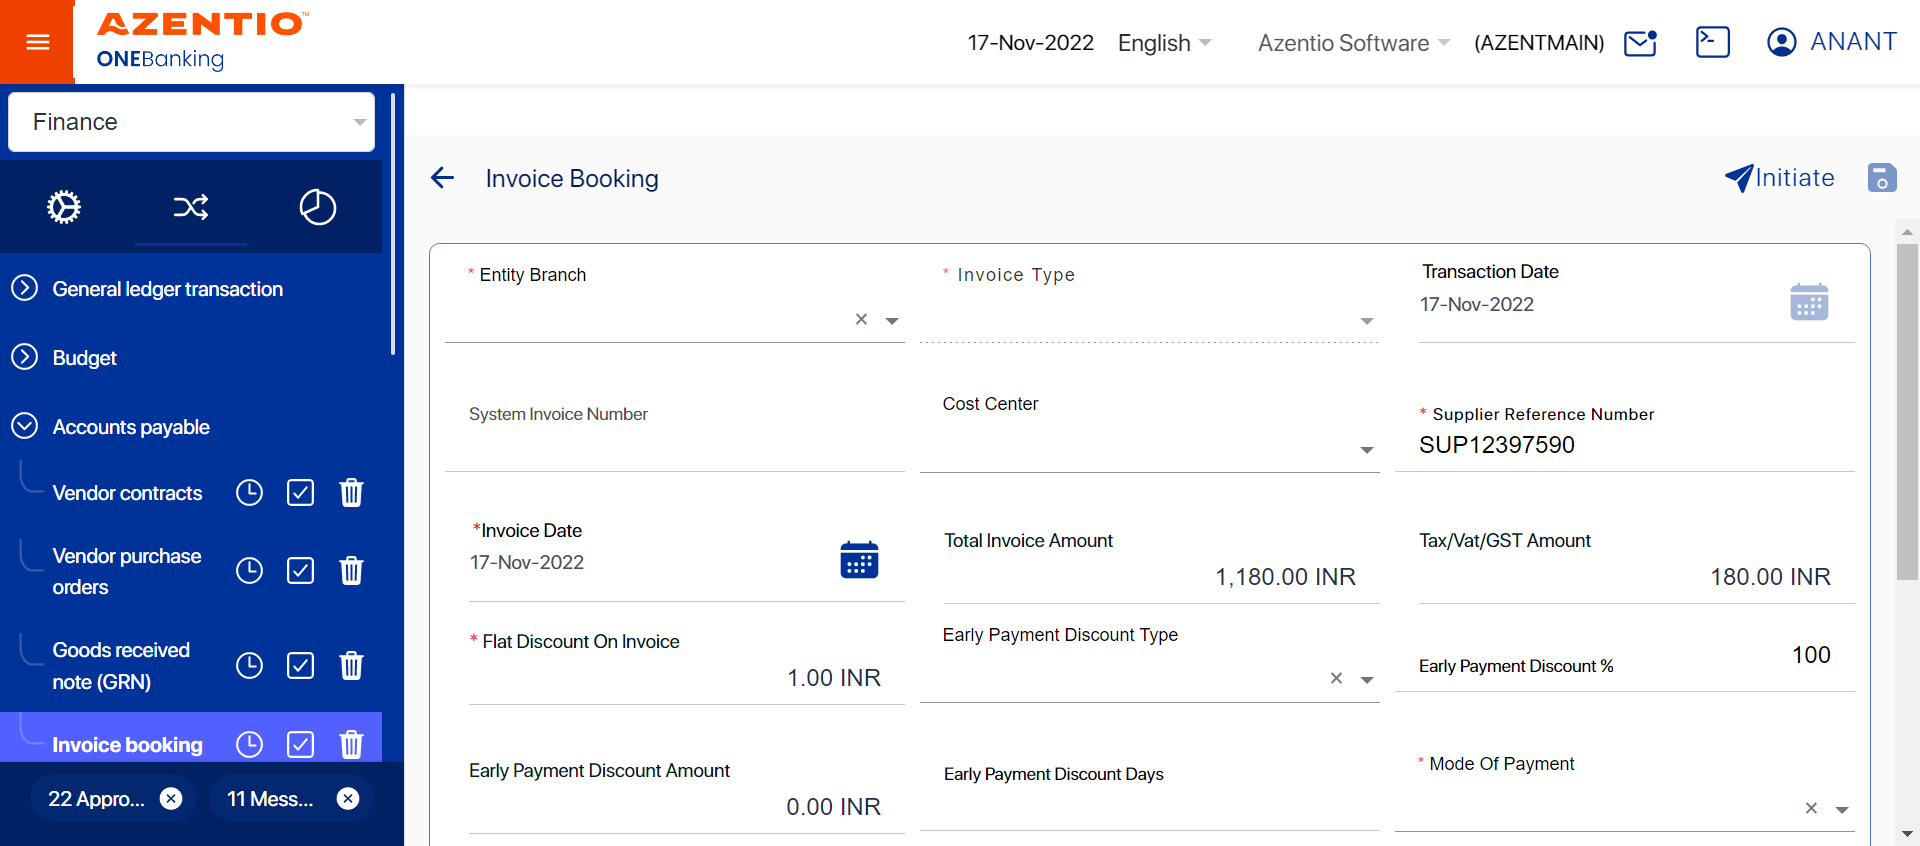 AZENTIO™
ONEBanking
17-Nov-2022 English Azentio Software (AZENTMAIN) ANANT
Finance
General ledger transaction
Budget
Accounts payable
Vendor contracts
Vendor purchase
orders
Goods received
note (GRN)
Invoice booking
22 Appro... 11 Mess...
Invoice Booking
Initiate
* Entity Branch
* Invoice Type
Transaction Date
17-Nov-2022
System Invoice Number
Cost Center
* Supplier Reference Number
SUP12397590
*Invoice Date
17-Nov-2022
Total Invoice Amount
1,180.00 INR
Tax/Vat/GST Amount
180.00 INR
* Flat Discount On Invoice
1.00 INR
Early Payment Discount Type
Early Payment Discount %
100
Early Payment Discount Amount
0.00 INR
Early Payment Discount Days
* Mode Of Payment